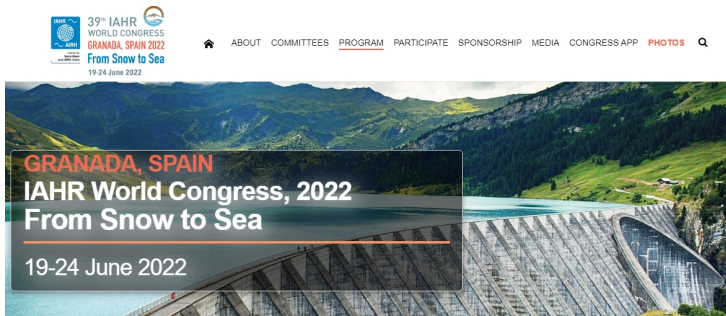 IAHR
AIRH
39th IAHR
WORLD CONGRESS
GRANADA, SPAIN 2022
From Snow to Sea
19-24 June 2022
ABOUT COMMITTEES PROGRAM PARTICIPATE SPONSORSHIP MEDIA CONGRESS APP PHOTOS
GRANADA, SPAIN
IAHR World Congress, 2022
From Snow to Sea
19-24 June 2022